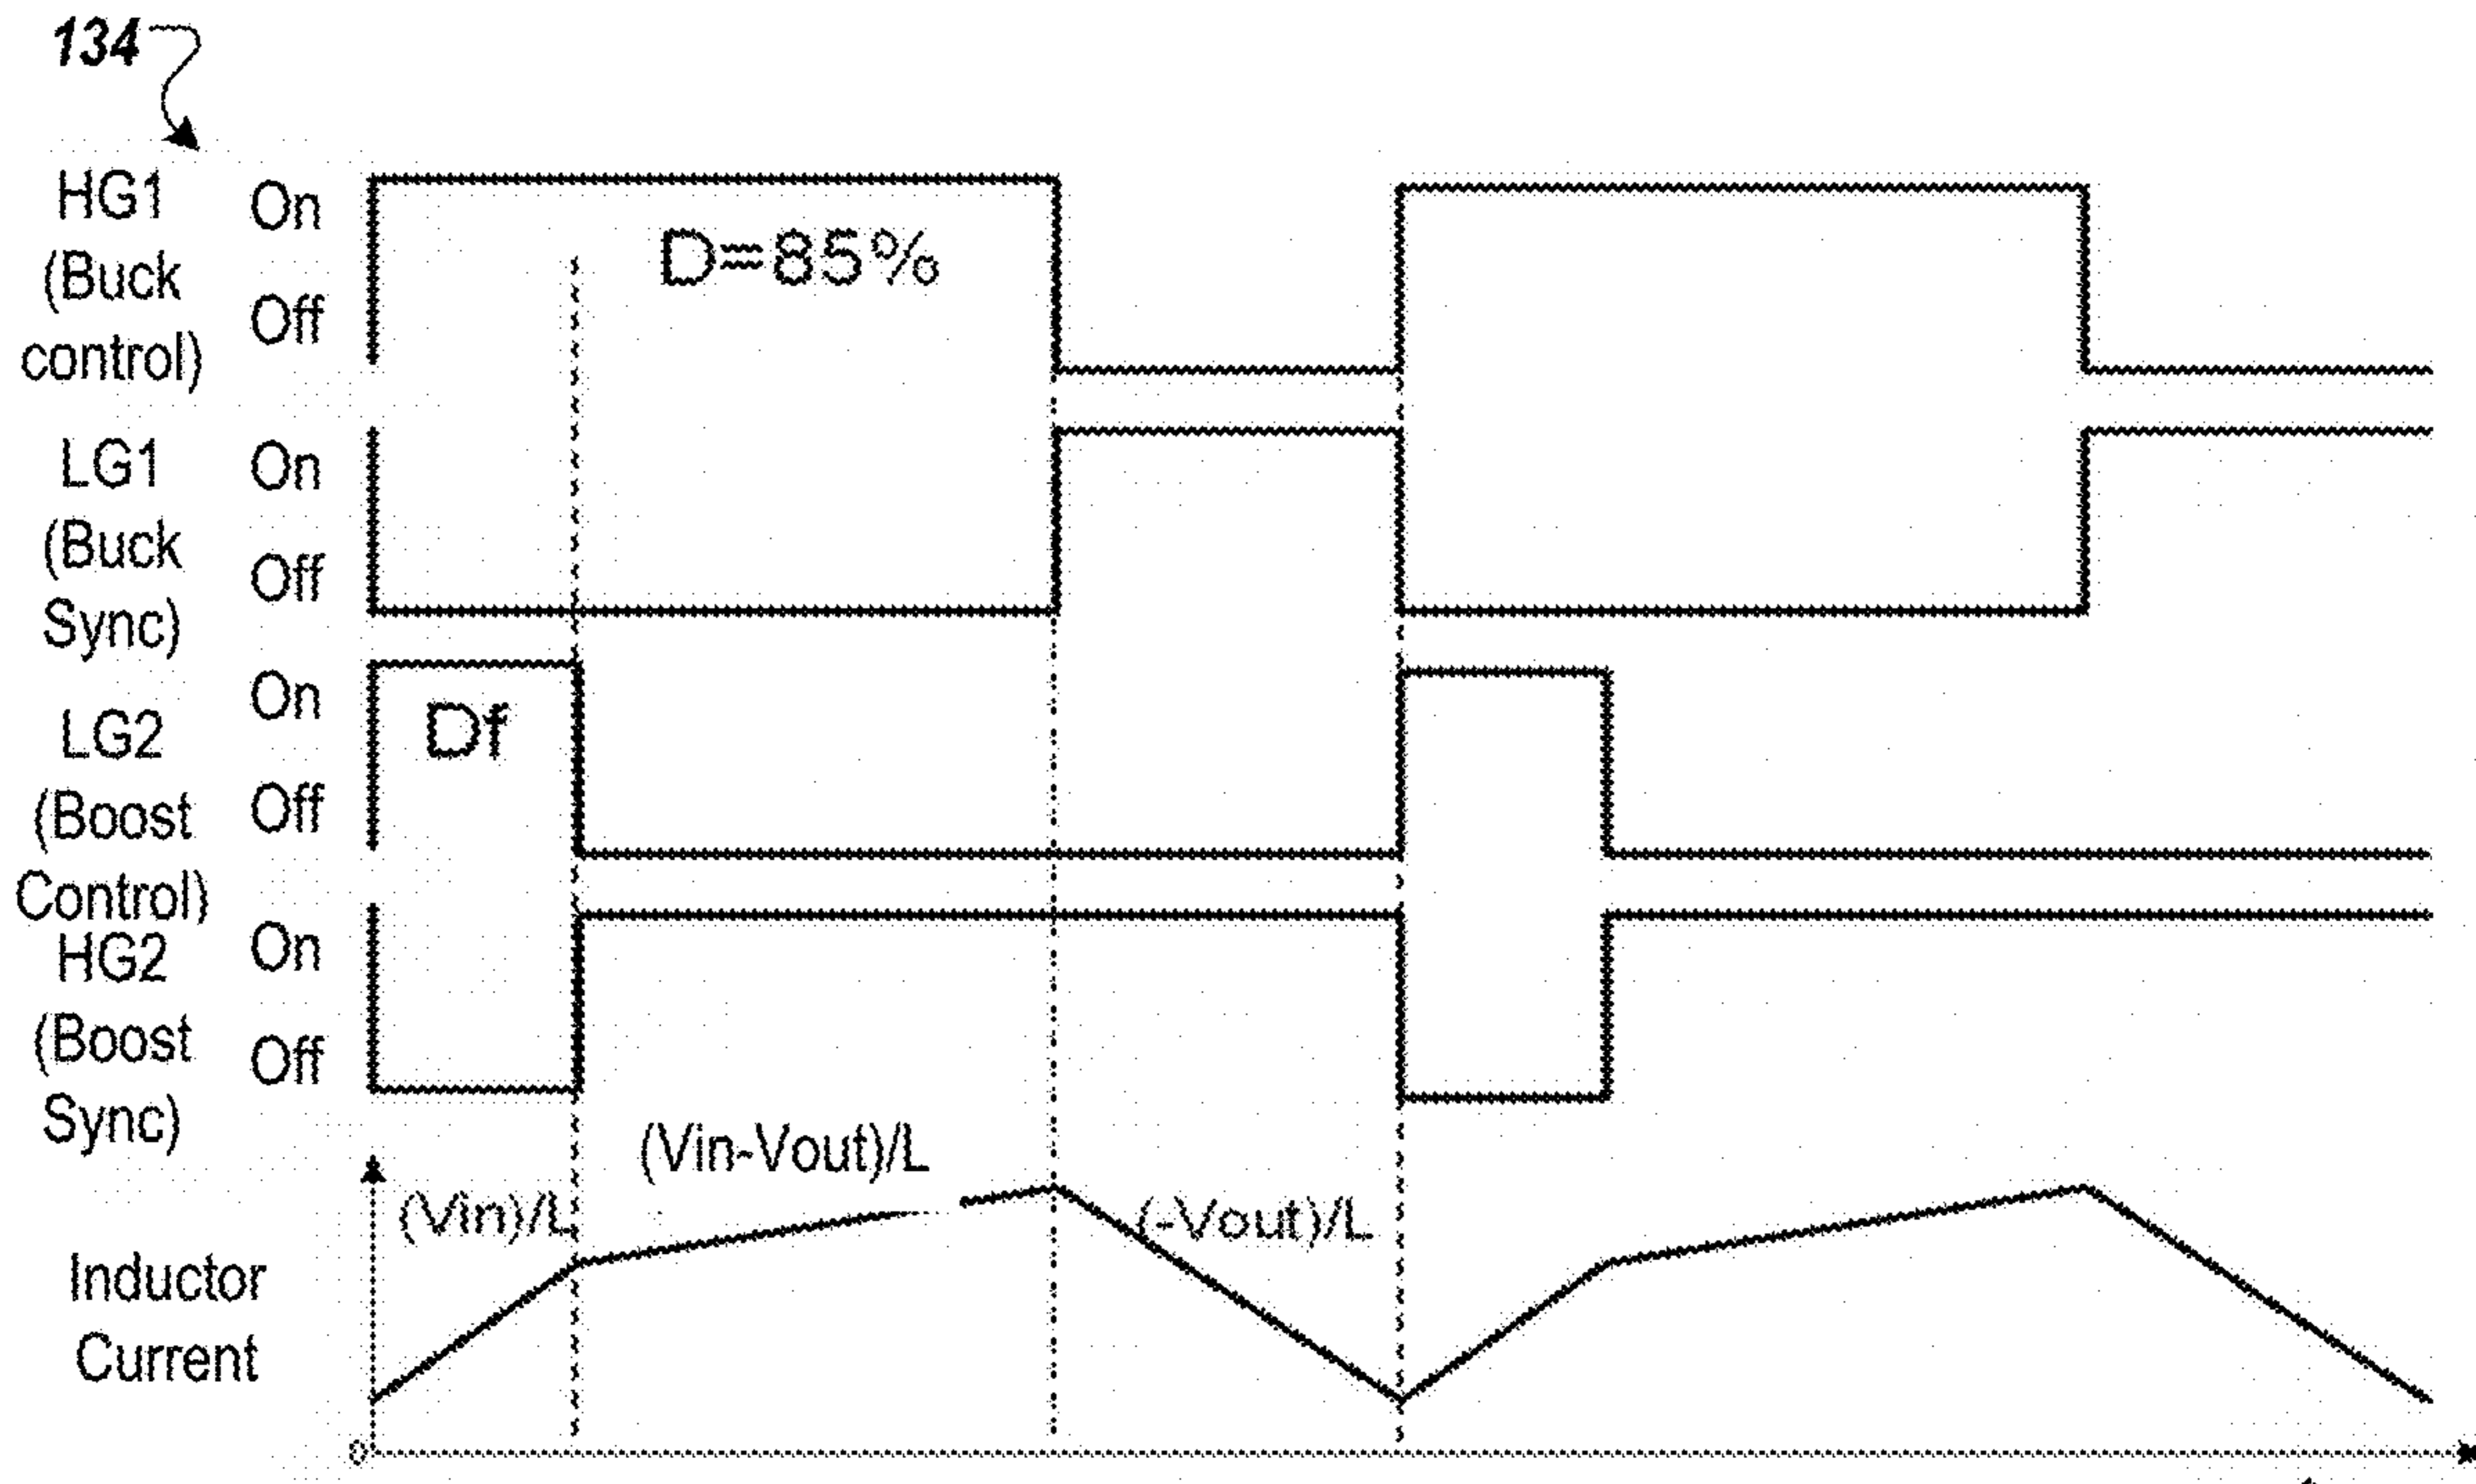 134
HG1
(Buck
control)
On
Off
D=85%
LG1
(Buck
Sync)
On
Off
LG2
(Boost
Control)
On
Off
Df
HG2
(Boost
Sync)
On
Off
(Vin)/L
(Vin-Vout)/L
(-Vout)/L
Inductor
Current
0